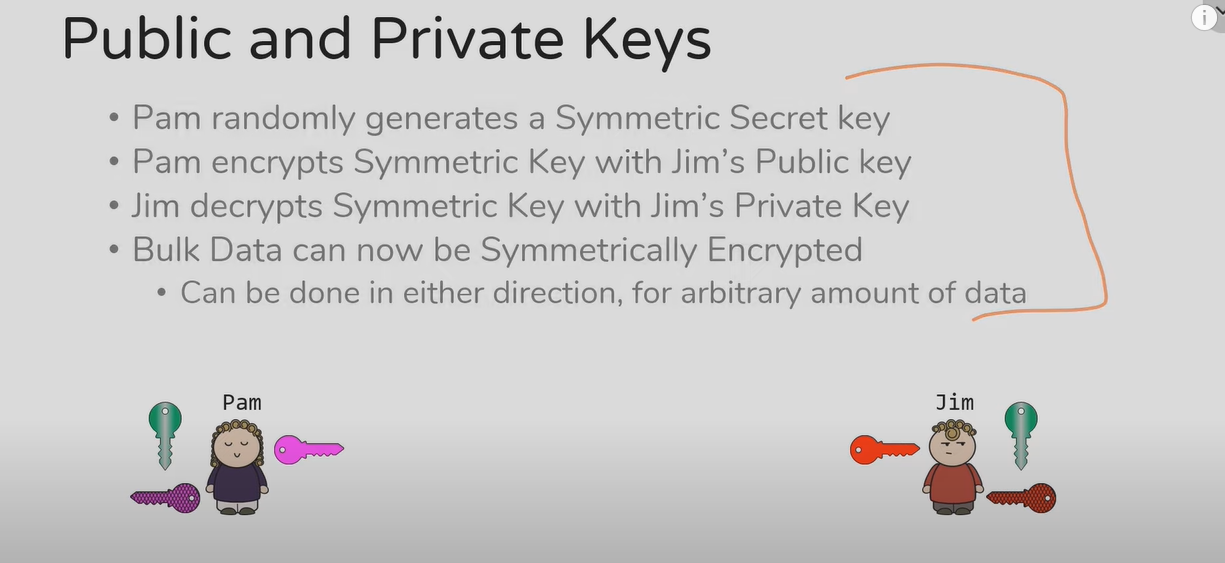 Public and Private Keys
• Pam randomly generates a Symmetric Secret key
• Pam encrypts Symmetric Key with Jim's Public key
• Jim decrypts Symmetric Key with Jim's Private Key
• Bulk Data can now be Symmetrically Encrypted
• Can be done in either direction, for arbitrary amount of data
Pam
Jim